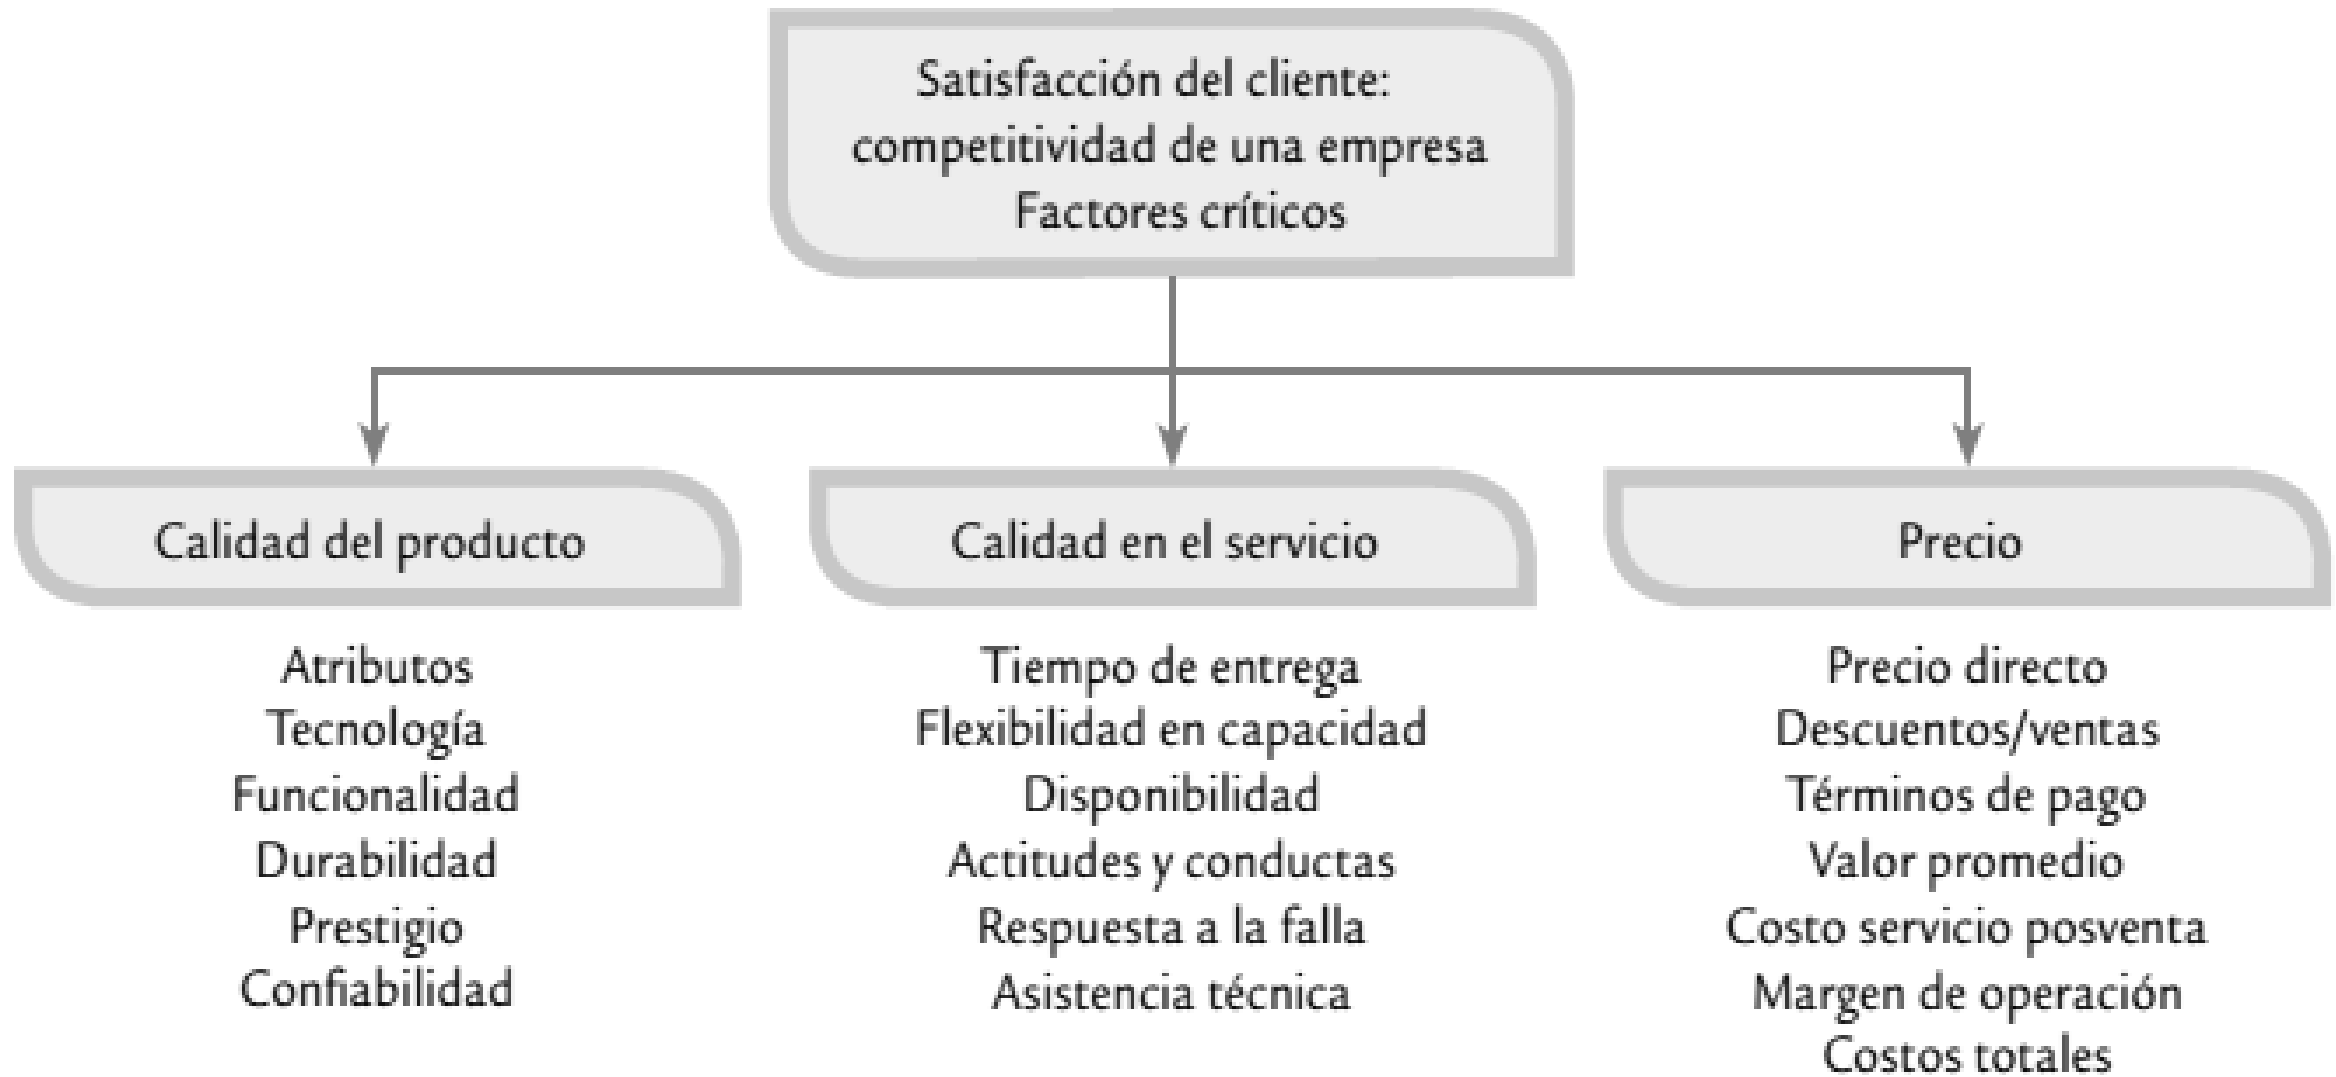 Satisfacción del cliente:
competitividad de una empresa
Factores críticos
Calidad del producto
Atributos
Tecnología
Funcionalidad
Durabilidad
Prestigio
Confiabilidad
Calidad en el servicio
Tiempo de entrega
Flexibilidad en capacidad
Disponibilidad
Actitudes y conductas
Respuesta a la falla
Asistencia técnica
Precio
Precio directo
Descuentos/ventas
Términos de pago
Valor promedio
Costo servicio posventa
Margen de operación
Costos totales